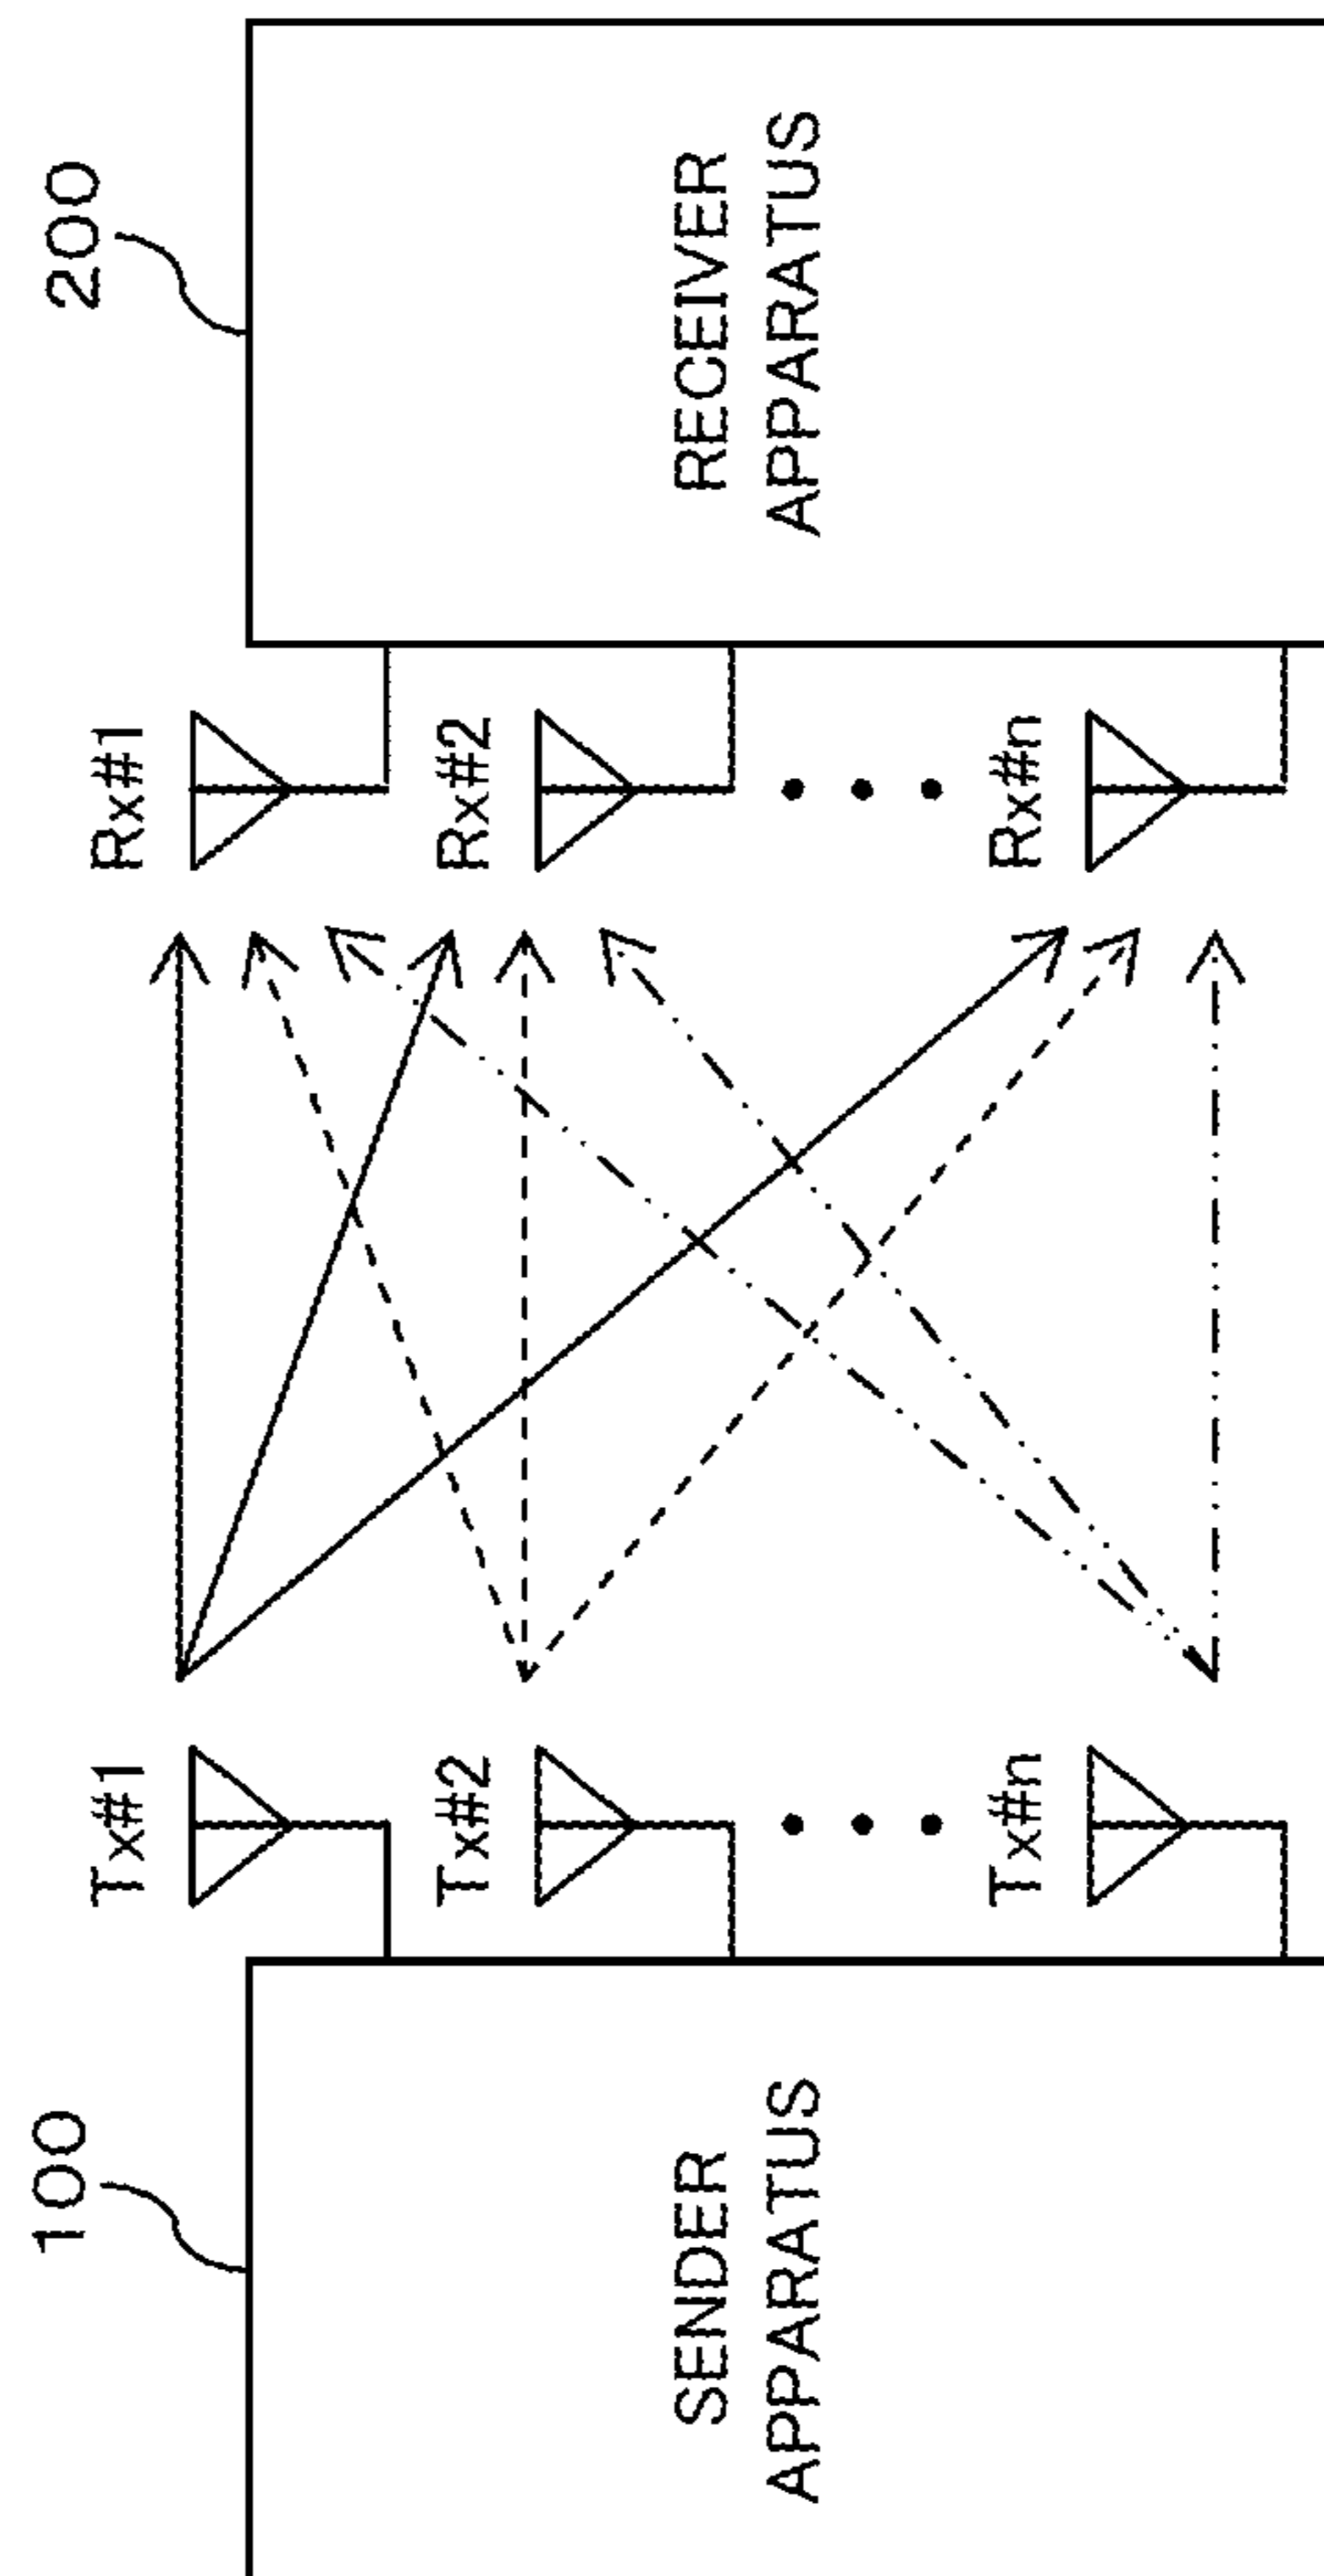 100
SENDER
APPARATUS
Tx#1
Tx#2
Tx#n
Rx#1
Rx#2
Rx#n
200
RECEIVER
APPARATUS